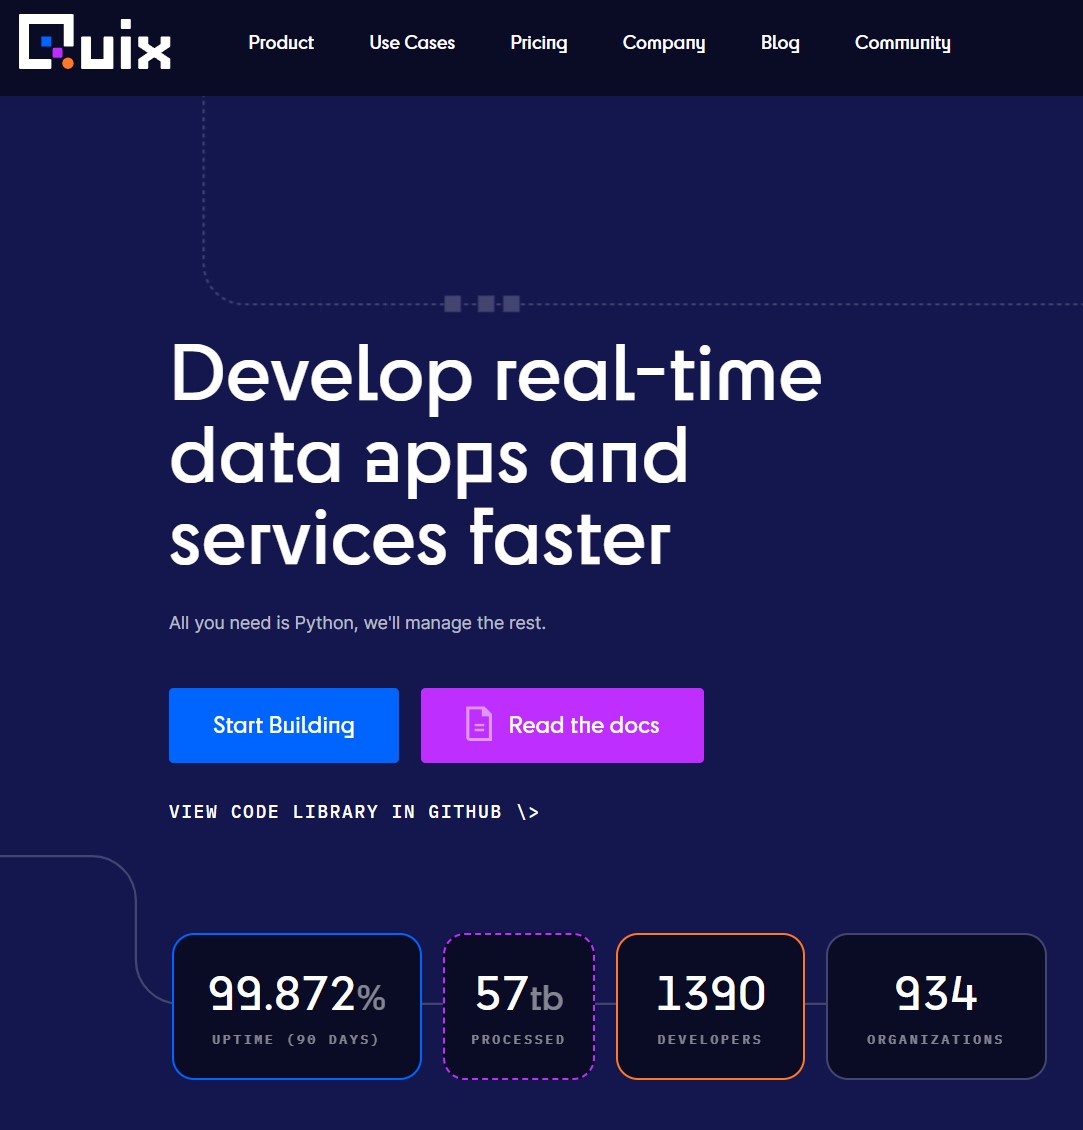 Quix
Product Use Cases Pricing Company Blog Community
Develop real-time
data apps and
services faster
All you need is Python, we'll manage the rest.
Start Building Read the docs
VIEW CODE LIBRARY IN GITHUB \>
99.872% 57tb 1390 934
UPTIME (90 DAYS) PROCESSED DEVELOPERS ORGANIZATIONS